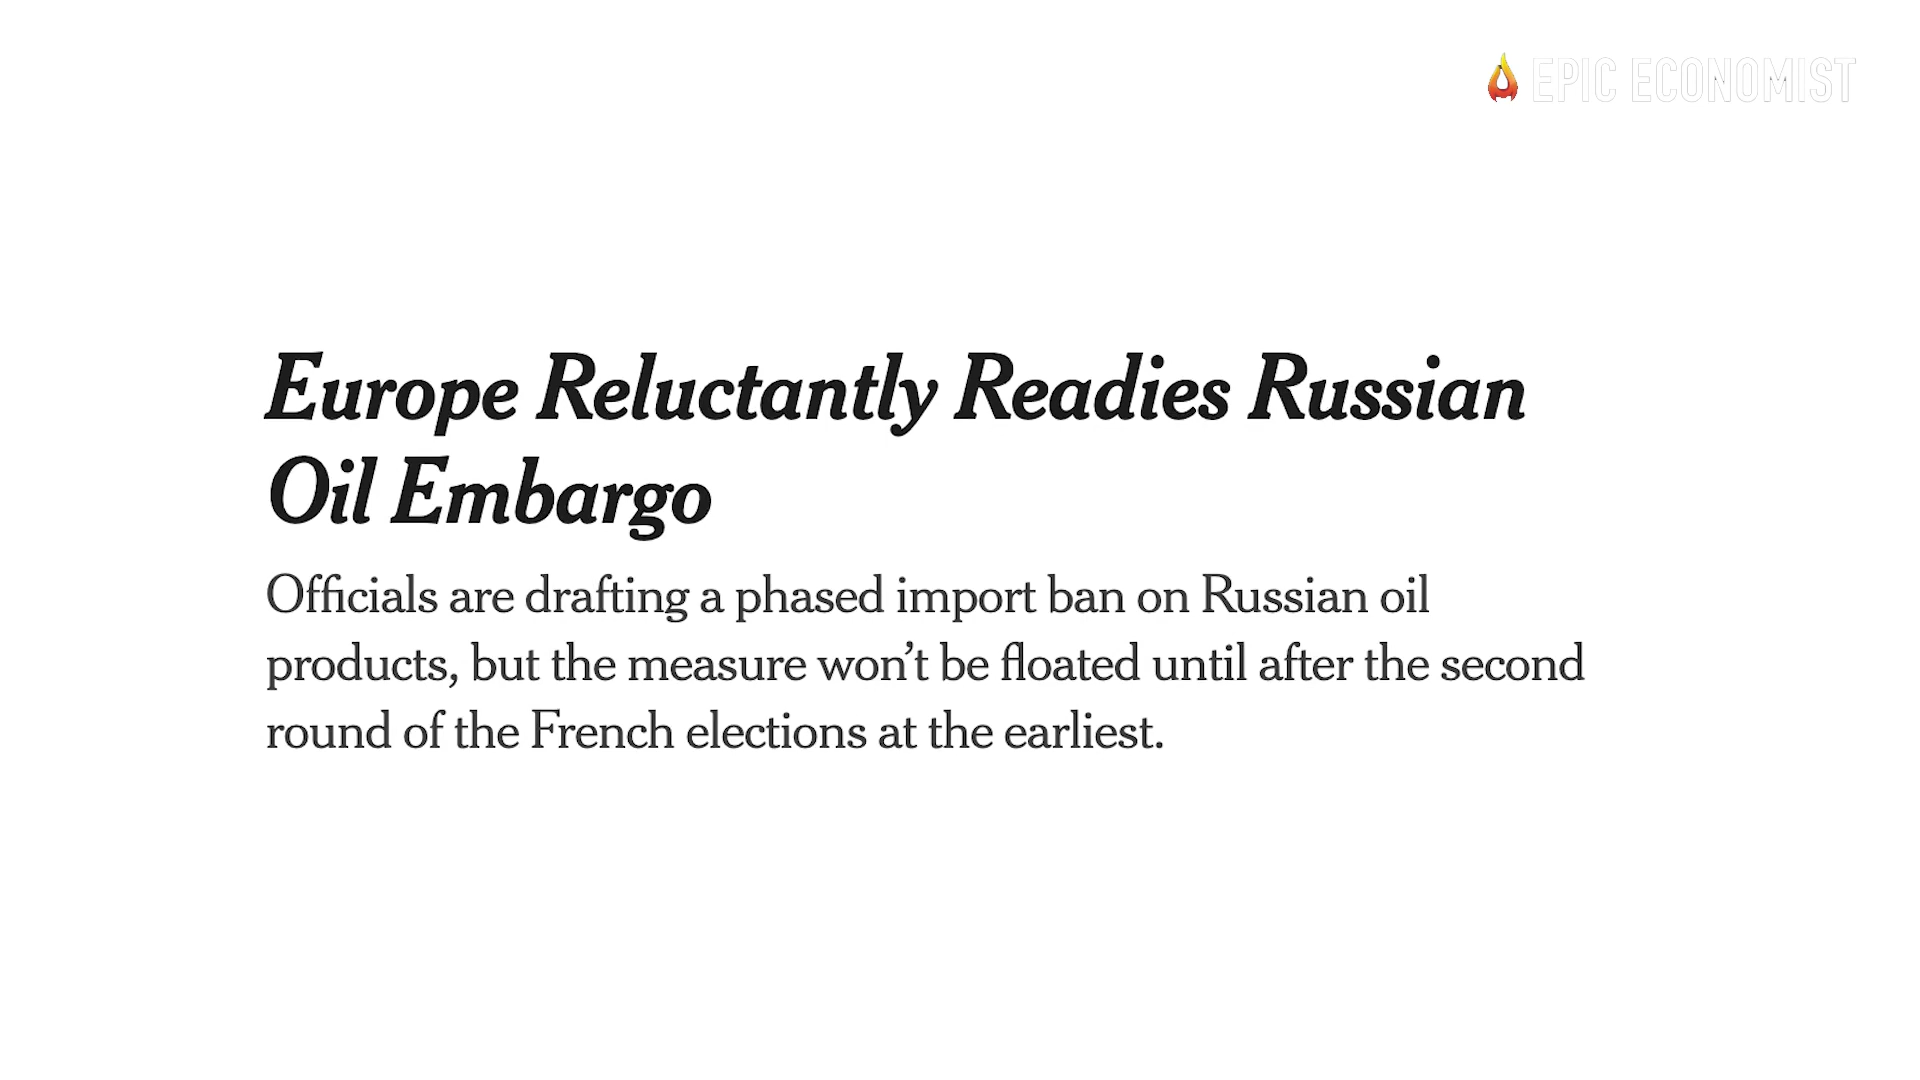 EPIC ECONOMIST
Europe Reluctantly Readies Russian
Oil Embargo
Officials are drafting a phased import ban on Russian oil
products, but the measure won’t be floated until after the second
round of the French elections at the earliest.